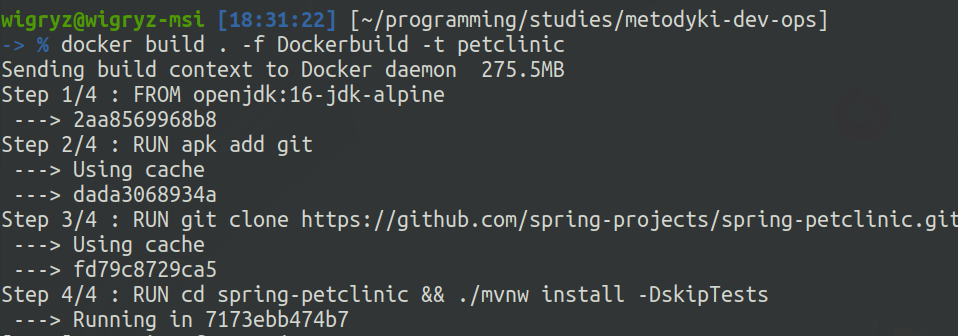 wigryz@wigryz-msi [18:31:22] [~/programming/studies/metodyki-dev-ops]
-> % docker build . -f Dockerbuild -t petclinic
Sending build context to Docker daemon  275.5MB
Step 1/4 : FROM openjdk:16-jdk-alpine
 ---> 2aa8569968b8
Step 2/4 : RUN apk add git
 ---> Using cache
 ---> dada3068934a
Step 3/4 : RUN git clone https://github.com/spring-projects/spring-petclinic.git
 ---> Using cache
 ---> fd79c8729ca5
Step 4/4 : RUN cd spring-petclinic && ./mvnw install -DskipTests
 ---> Running in 7173ebb474b7